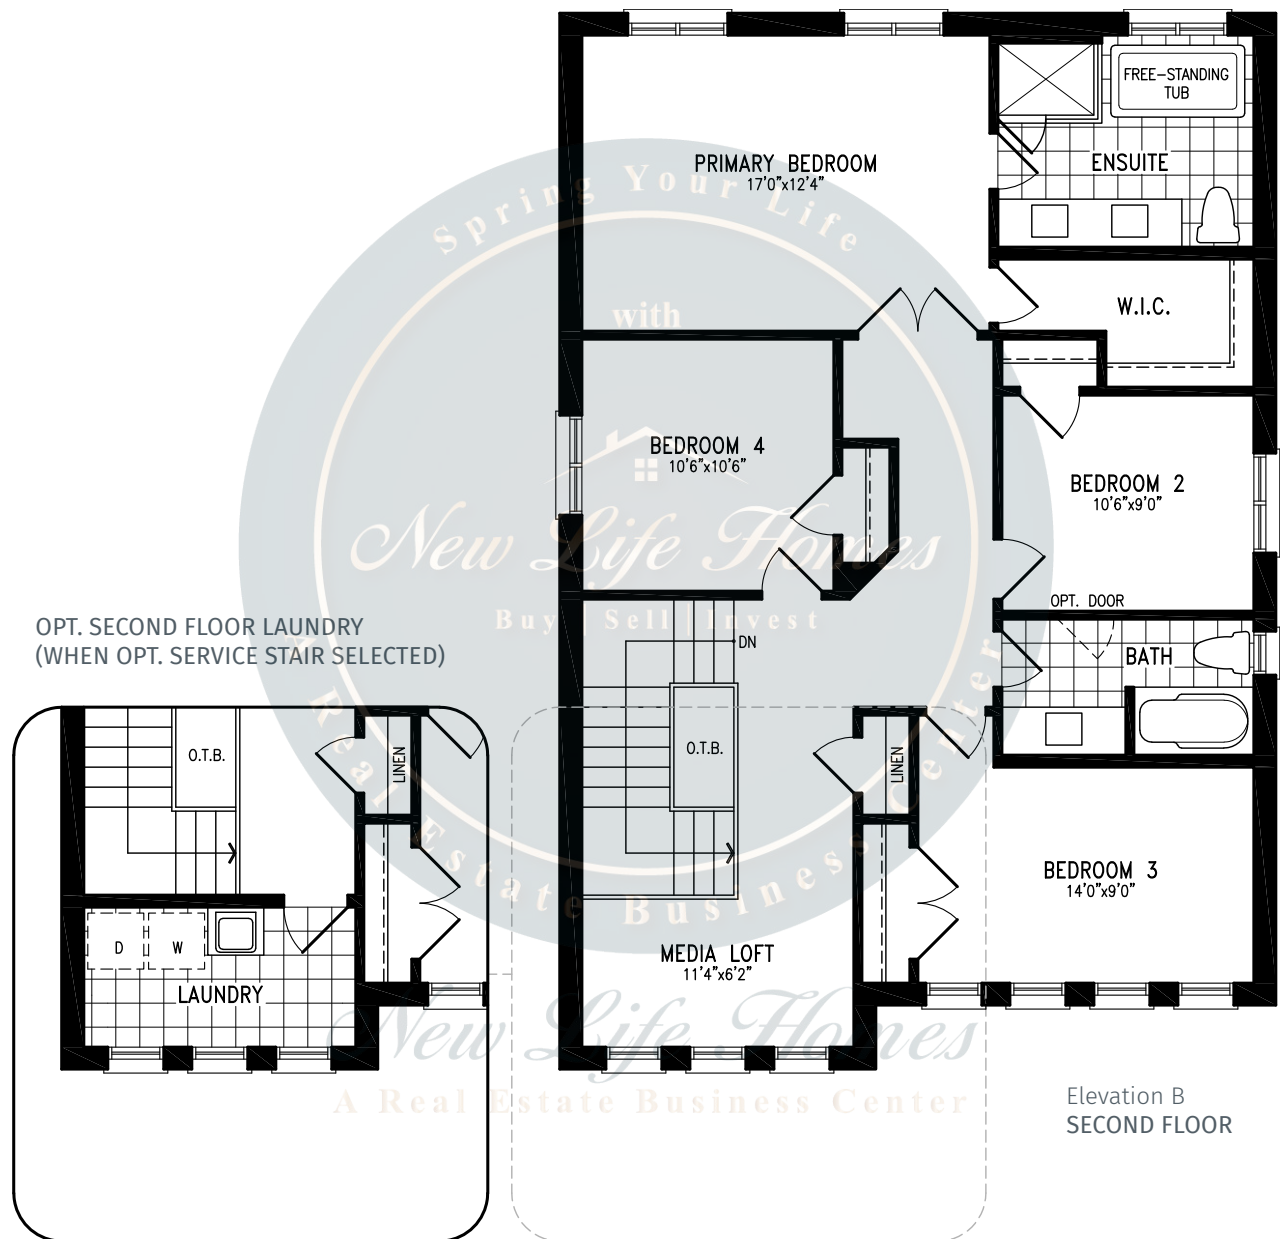 FREE-STANDING
TUB
PRIMARY BEDROOM
17'0"x12'4"
ENSUITE
Spring Your Life
with
W.I.C.
BEDROOM 4
10'6"x10'6"
BEDROOM 2
10'6"x9'0"
New Life Homes
Buy | Sell | Invest
A Real Estate Business Center
OPT. DOOR
OPT. SECOND FLOOR LAUNDRY
(WHEN OPT. SERVICE STAIR SELECTED)
DN
BATH
O.T.B.
LINEN
O.T.B.
LINEN
BEDROOM 3
14'0"x9'0"
D
W
LAUNDRY
MEDIA LOFT
11'4"x6'2"
New Life Homes
A Real Estate Business Center
Elevation B
SECOND FLOOR